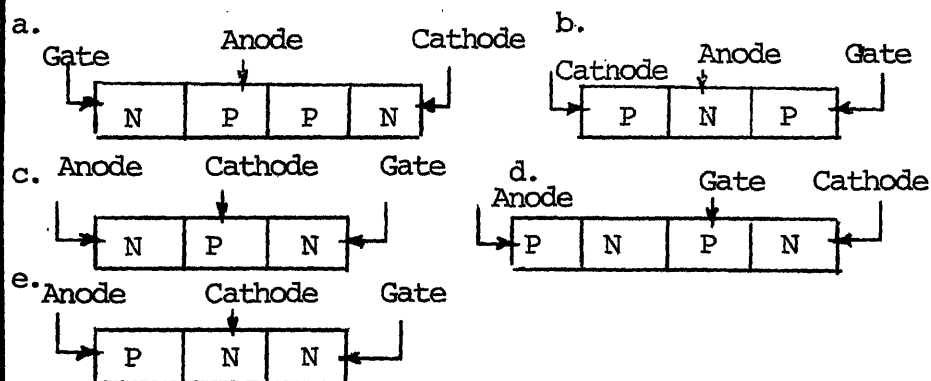 a.
Gate Anode Cathode
N P P N
b.
Catnode Anode Gate
P N P
c. Anode Cathode Gate
N P N
d.
Anode Gate Cathode
P N P N
e. Anode Cathode Gate
P N N